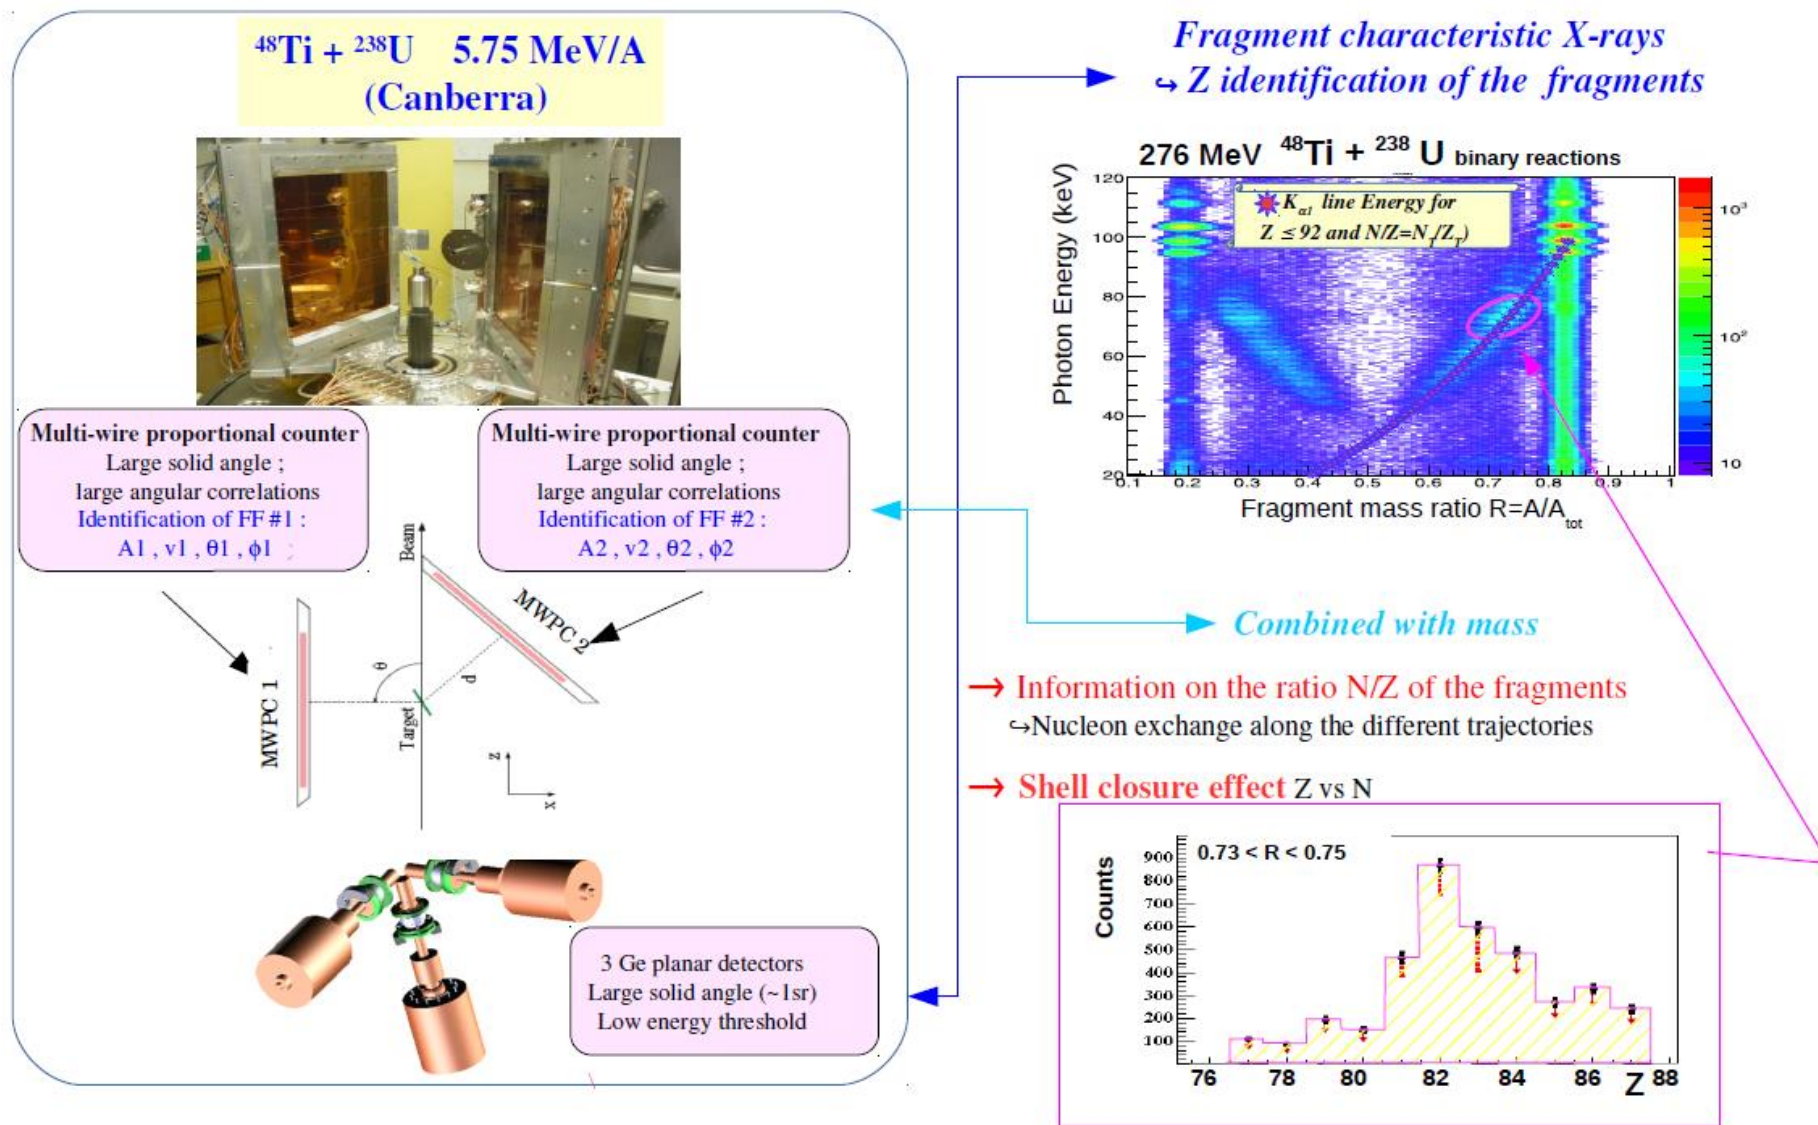 ⁴⁸Ti + ²³⁸U 5.75 MeV/A
(Canberra)
Multi-wire proportional counter
Large solid angle ;
large angular correlations
Identification of FF #1 :
A1 , v1 , θ1 , ϕ1 ;
Multi-wire proportional counter
Large solid angle ;
large angular correlations
Identification of FF #2 :
A2 , v2 , θ2 , ϕ2
Beam
MWPC 2
θ
d
MWPC 1
Target
z
x
3 Ge planar detectors
Large solid angle (~1sr)
Low energy threshold
Fragment characteristic X-rays
↪ Z identification of the fragments
276 MeV ⁴⁸Ti + ²³⁸ U binary reactions
Kα1 line Energy for
Z ≤ 92 and N/Z=N_T/Z_T)
Photon Energy (keV)
120
100
80
60
40
20
0.1 0.2 0.3 0.4 0.5 0.6 0.7 0.8 0.9 1
10³
10²
10
Fragment mass ratio R=A/A_tot
Combined with mass
→ Information on the ratio N/Z of the fragments
↪Nucleon exchange along the different trajectories
→ Shell closure effect Z vs N
0.73 < R < 0.75
Counts
900
800
700
600
500
400
300
200
100
76 78 80 82 84 86 Z 88